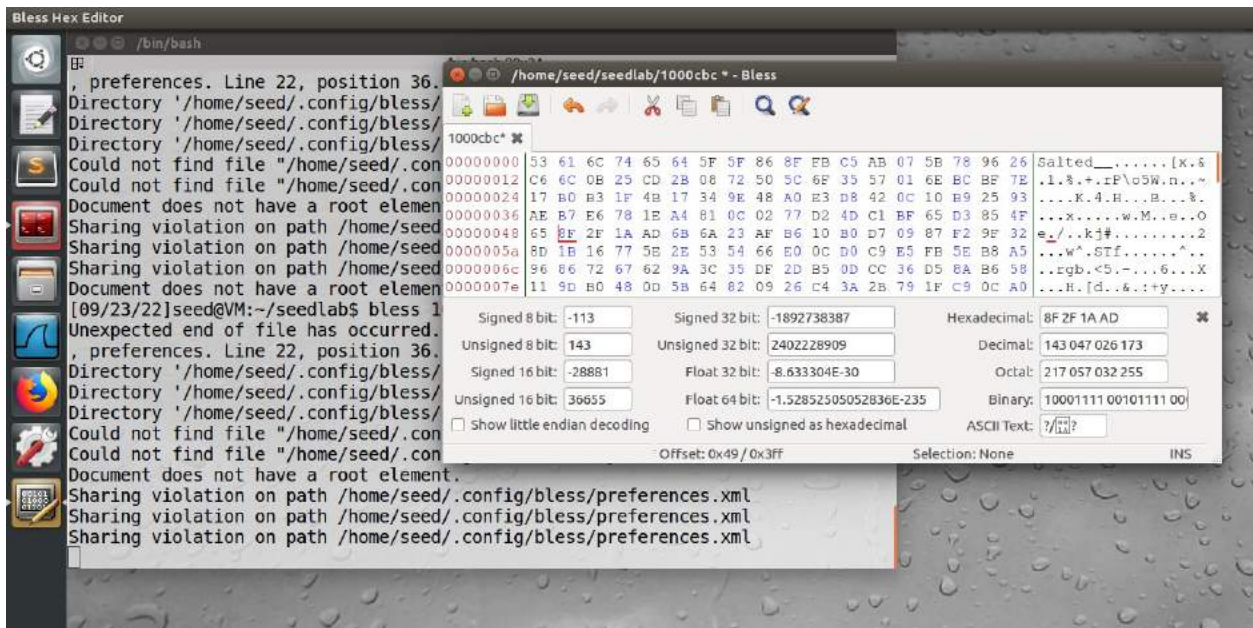 Bless Hex Editor
/bin/bash
, preferences. Line 22, position 36.
Directory '/home/seed/.config/bless/
Directory '/home/seed/.config/bless/
Directory '/home/seed/.config/bless/
Could not find file "/home/seed/.con
Could not find file "/home/seed/.con
Document does not have a root elemen
Sharing violation on path /home/seed
Sharing violation on path /home/seed
Sharing violation on path /home/seed
Document does not have a root elemen
[09/23/22]seed@VM:~/seedlab$ bless 1
Unexpected end of file has occurred.
, preferences. Line 22, position 36.
Directory '/home/seed/.config/bless/
Directory '/home/seed/.config/bless/
Directory '/home/seed/.config/bless/
Could not find file "/home/seed/.con
Could not find file "/home/seed/.con
Document does not have a root element.
Sharing violation on path /home/seed/.config/bless/preferences.xml
Sharing violation on path /home/seed/.config/bless/preferences.xml
Sharing violation on path /home/seed/.config/bless/preferences.xml
/home/seed/seedlab/1000cbc * - Bless
1000cbc*
00000000 53 61 6C 74 65 64 5F 5F 86 8F FB C5 AB 07 5B 78 96 26 Salted__......[x.&
00000012 C6 6C 0B 25 CD 2B 08 72 50 5C 6F 35 57 01 6E BC BF 7E .l.%.+.rP\o5W.n..~
00000024 17 B0 B3 1F 4B 17 34 9E 48 A0 E3 D8 42 0C 10 B9 25 93 ....K.4.H...B...%.
00000036 AE B7 E6 78 1E A4 81 0C 02 77 D2 4D C1 BF 65 D3 85 4F ...x.....w.M..e..O
00000048 65 8F 2F 1A AD 6B 6A 23 AF B6 10 B0 D7 09 87 F2 9F 32 e./..kj#.........2
0000005a 8D 1B 16 77 5E 2E 53 54 66 E0 0C D0 C9 E5 FB 5E B8 A5 ...w^.STf......^..
0000006c 96 86 72 67 62 9A 3C 35 DF 2D B5 0D CC 36 D5 8A B6 58 ..rgb.<5.-...6...X
0000007e 11 9D B0 48 0D 5B 64 82 09 26 C4 3A 2B 79 1F C9 0C A0 ...H.[d..&.:+y....
Signed 8 bit: -113 Signed 32 bit: -1892738387 Hexadecimal: 8F 2F 1A AD
Unsigned 8 bit: 143 Unsigned 32 bit: 2402228909 Decimal: 143 047 026 173
Signed 16 bit: -28881 Float 32 bit: -8.633304E-30 Octal: 217 057 032 255
Unsigned 16 bit: 36655 Float 64 bit: -1.52852505052836E-235 Binary: 10001111 00101111 00
Show little endian decoding Show unsigned as hexadecimal ASCII Text: ?/ ?
Offset: 0x49 / 0x3ff Selection: None INS